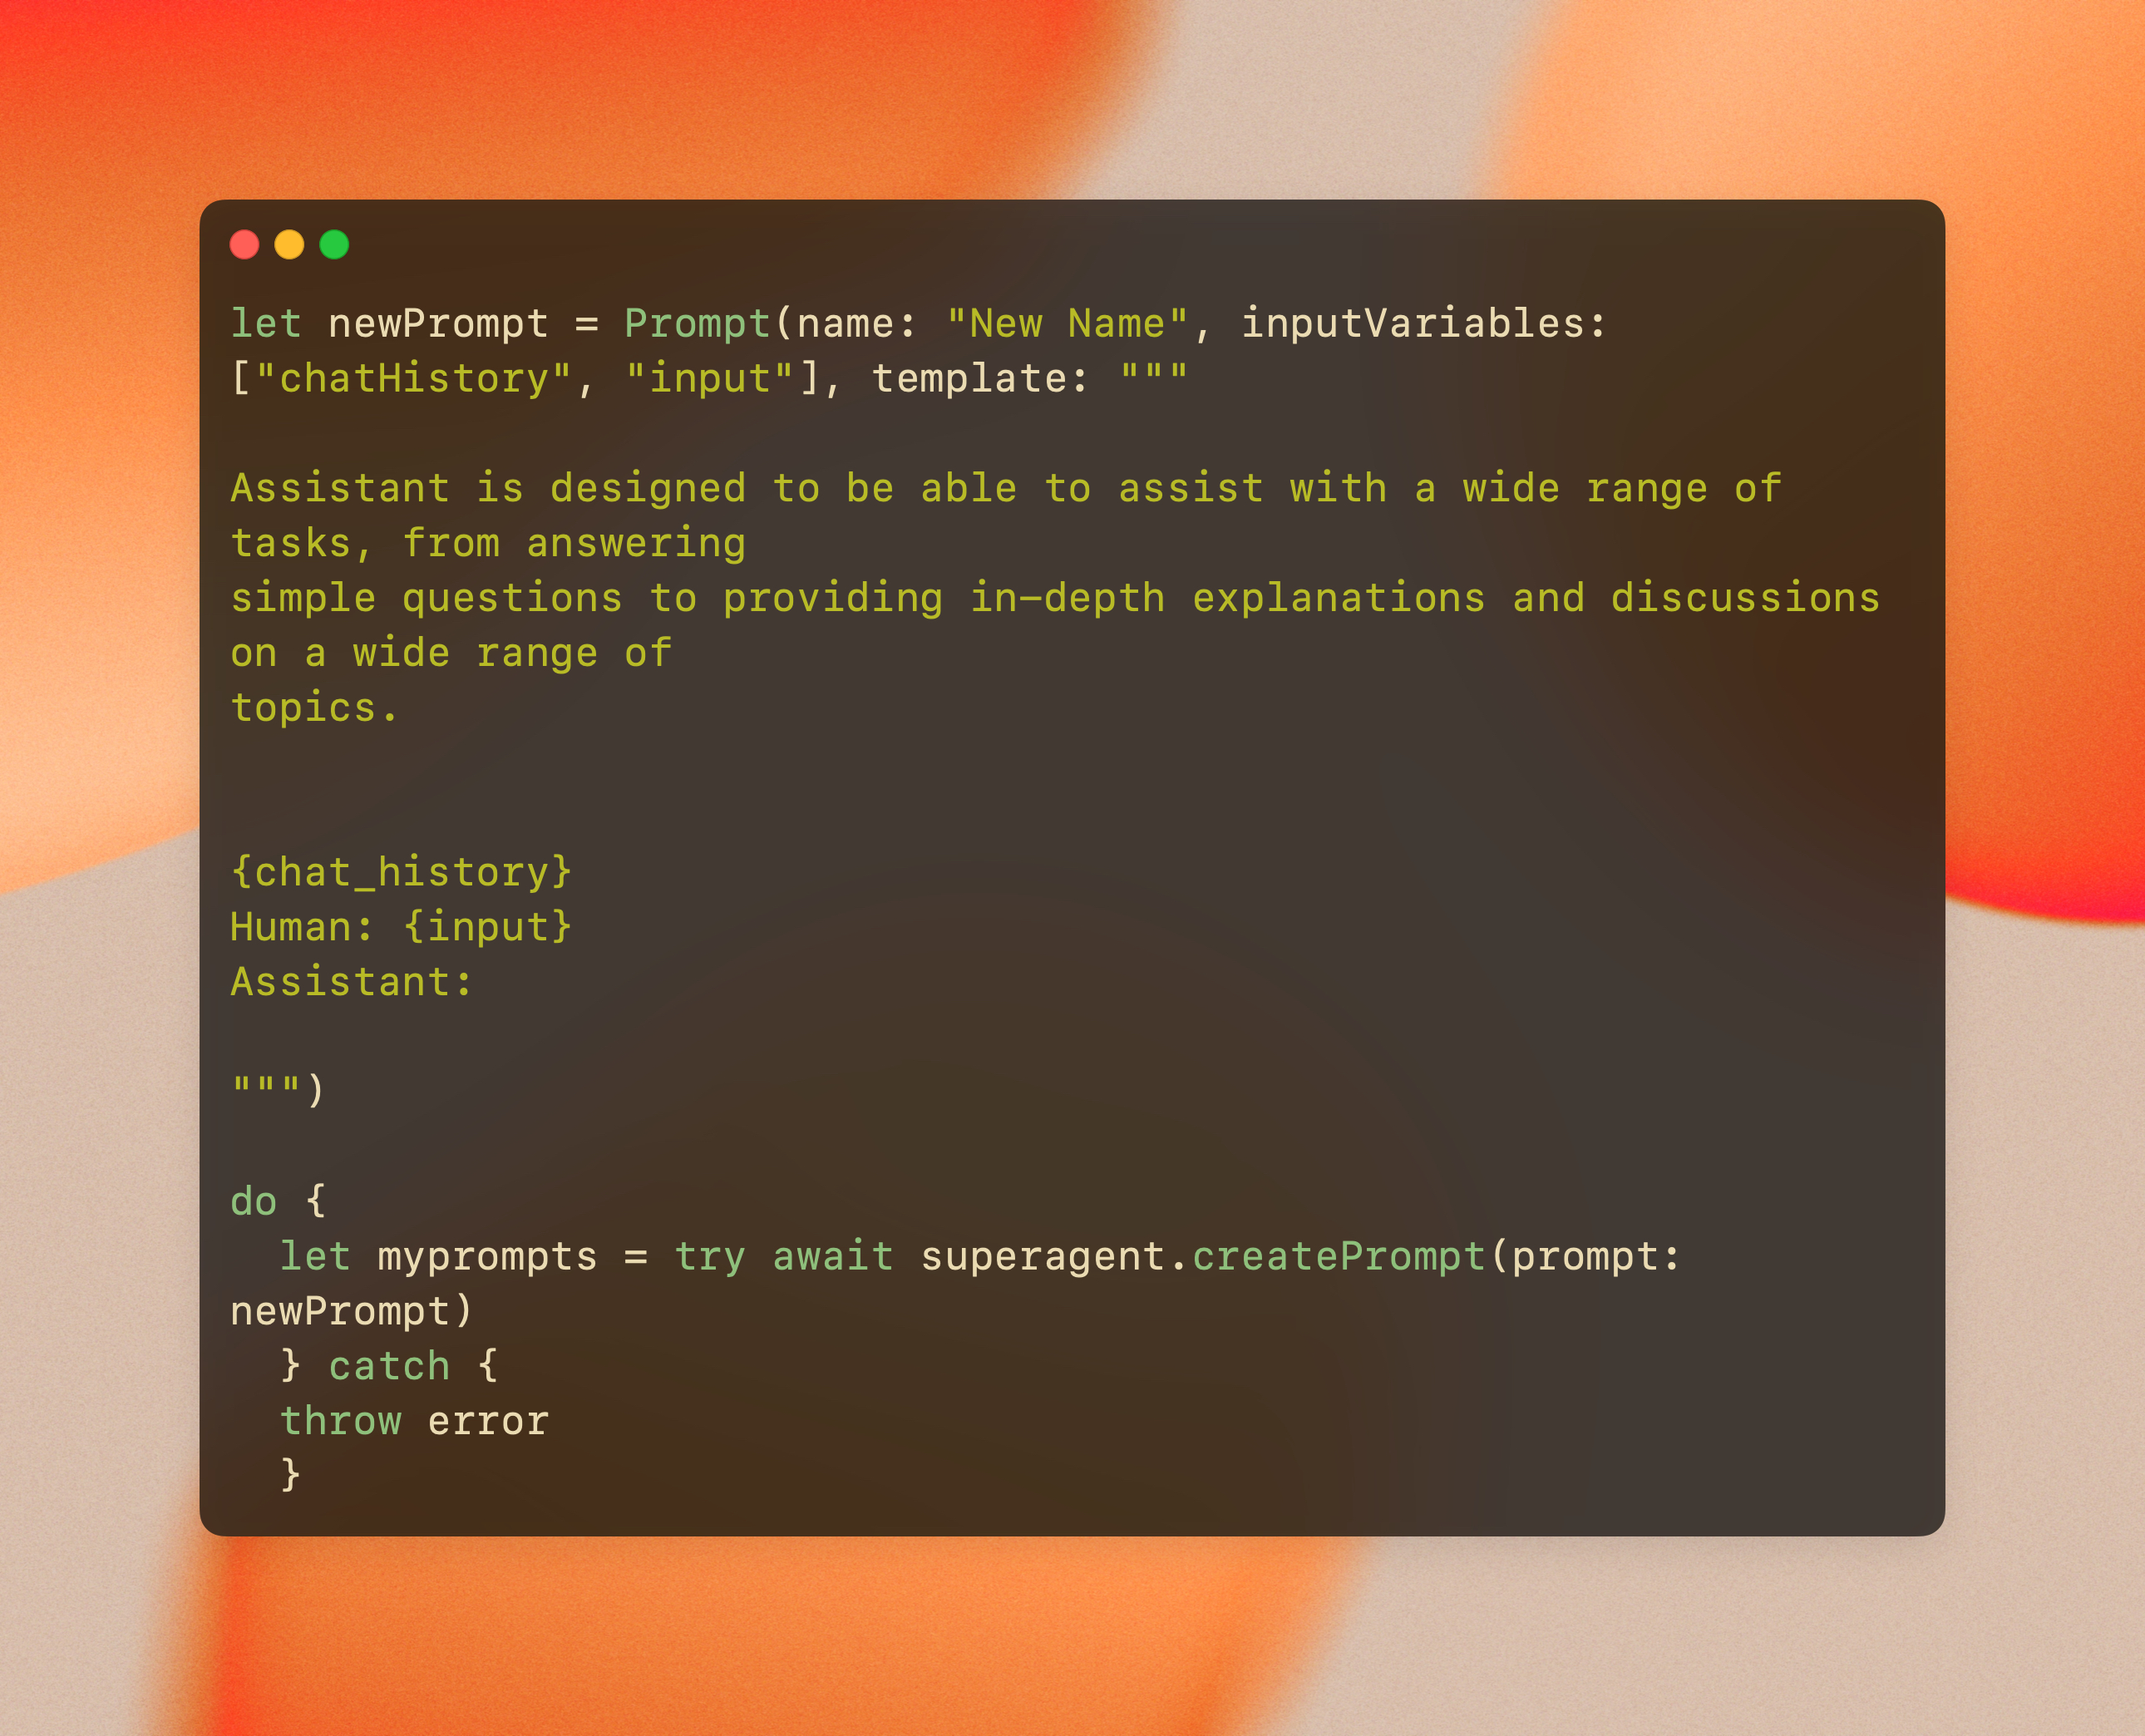 let newPrompt = Prompt(name: "New Name", inputVariables:
["chatHistory", "input"], template: """
Assistant is designed to be able to assist with a wide range of
tasks, from answering
simple questions to providing in-depth explanations and discussions
on a wide range of
topics.
{chat_history}
Human: {input}
Assistant:
""")
do {
  let myprompts = try await superagent.createPrompt(prompt:
newPrompt)
  } catch {
  throw error
  }